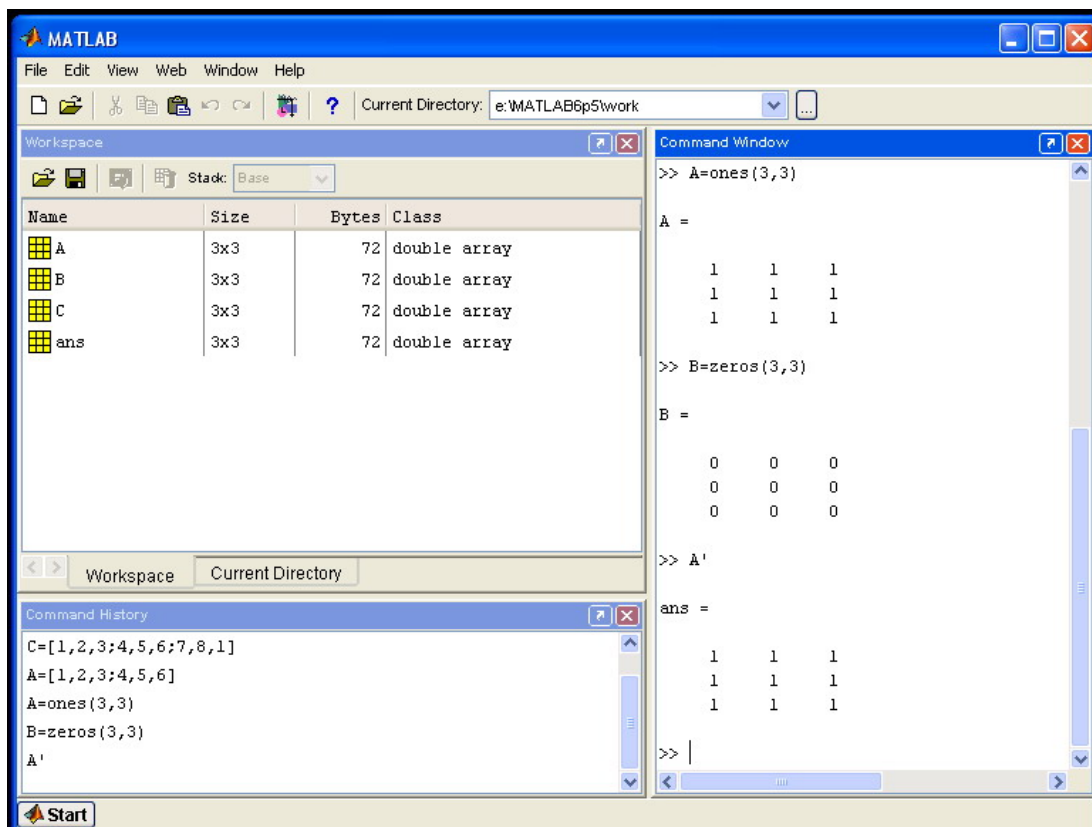 MATLAB
File Edit View Web Window Help
? Current Directory: e:\MATLAB6p5\work ...
Workspace
Stack: Base
Name Size Bytes Class
A 3x3 72 double array
B 3x3 72 double array
C 3x3 72 double array
ans 3x3 72 double array
Workspace Current Directory
Command History
C=[1,2,3;4,5,6;7,8,1]
A=[1,2,3;4,5,6]
A=ones(3,3)
B=zeros(3,3)
A'
Command Window
>> A=ones(3,3)
A =
1 1 1
1 1 1
1 1 1
>> B=zeros(3,3)
B =
0 0 0
0 0 0
0 0 0
>> A'
ans =
1 1 1
1 1 1
1 1 1
>>
Start